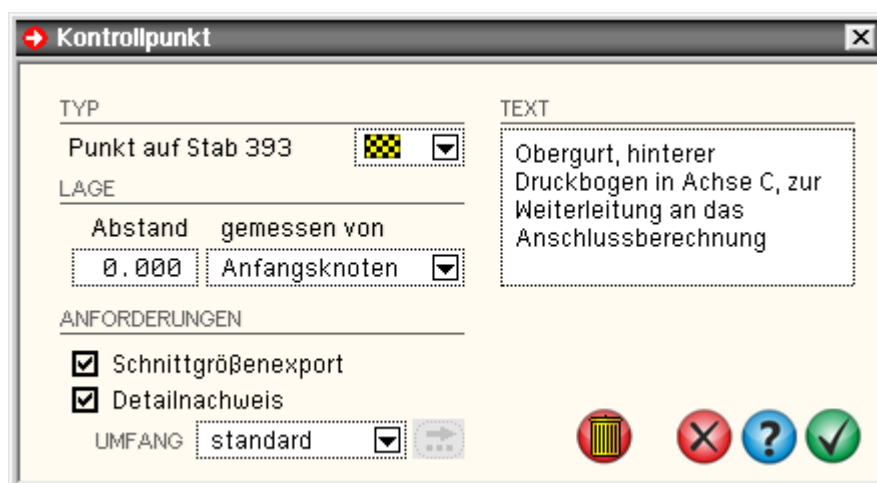 Kontrollpunkt
TYP
Punkt auf Stab 393
LAGE
Abstand gemessen von
0.000 Anfangsknoten
ANFORDERUNGEN
Schnittgrößenexport
Detailnachweis
UMFANG standard
TEXT
Obergurt, hinterer
Druckbogen in Achse C, zur
Weiterleitung an das
Anschlussberechnung